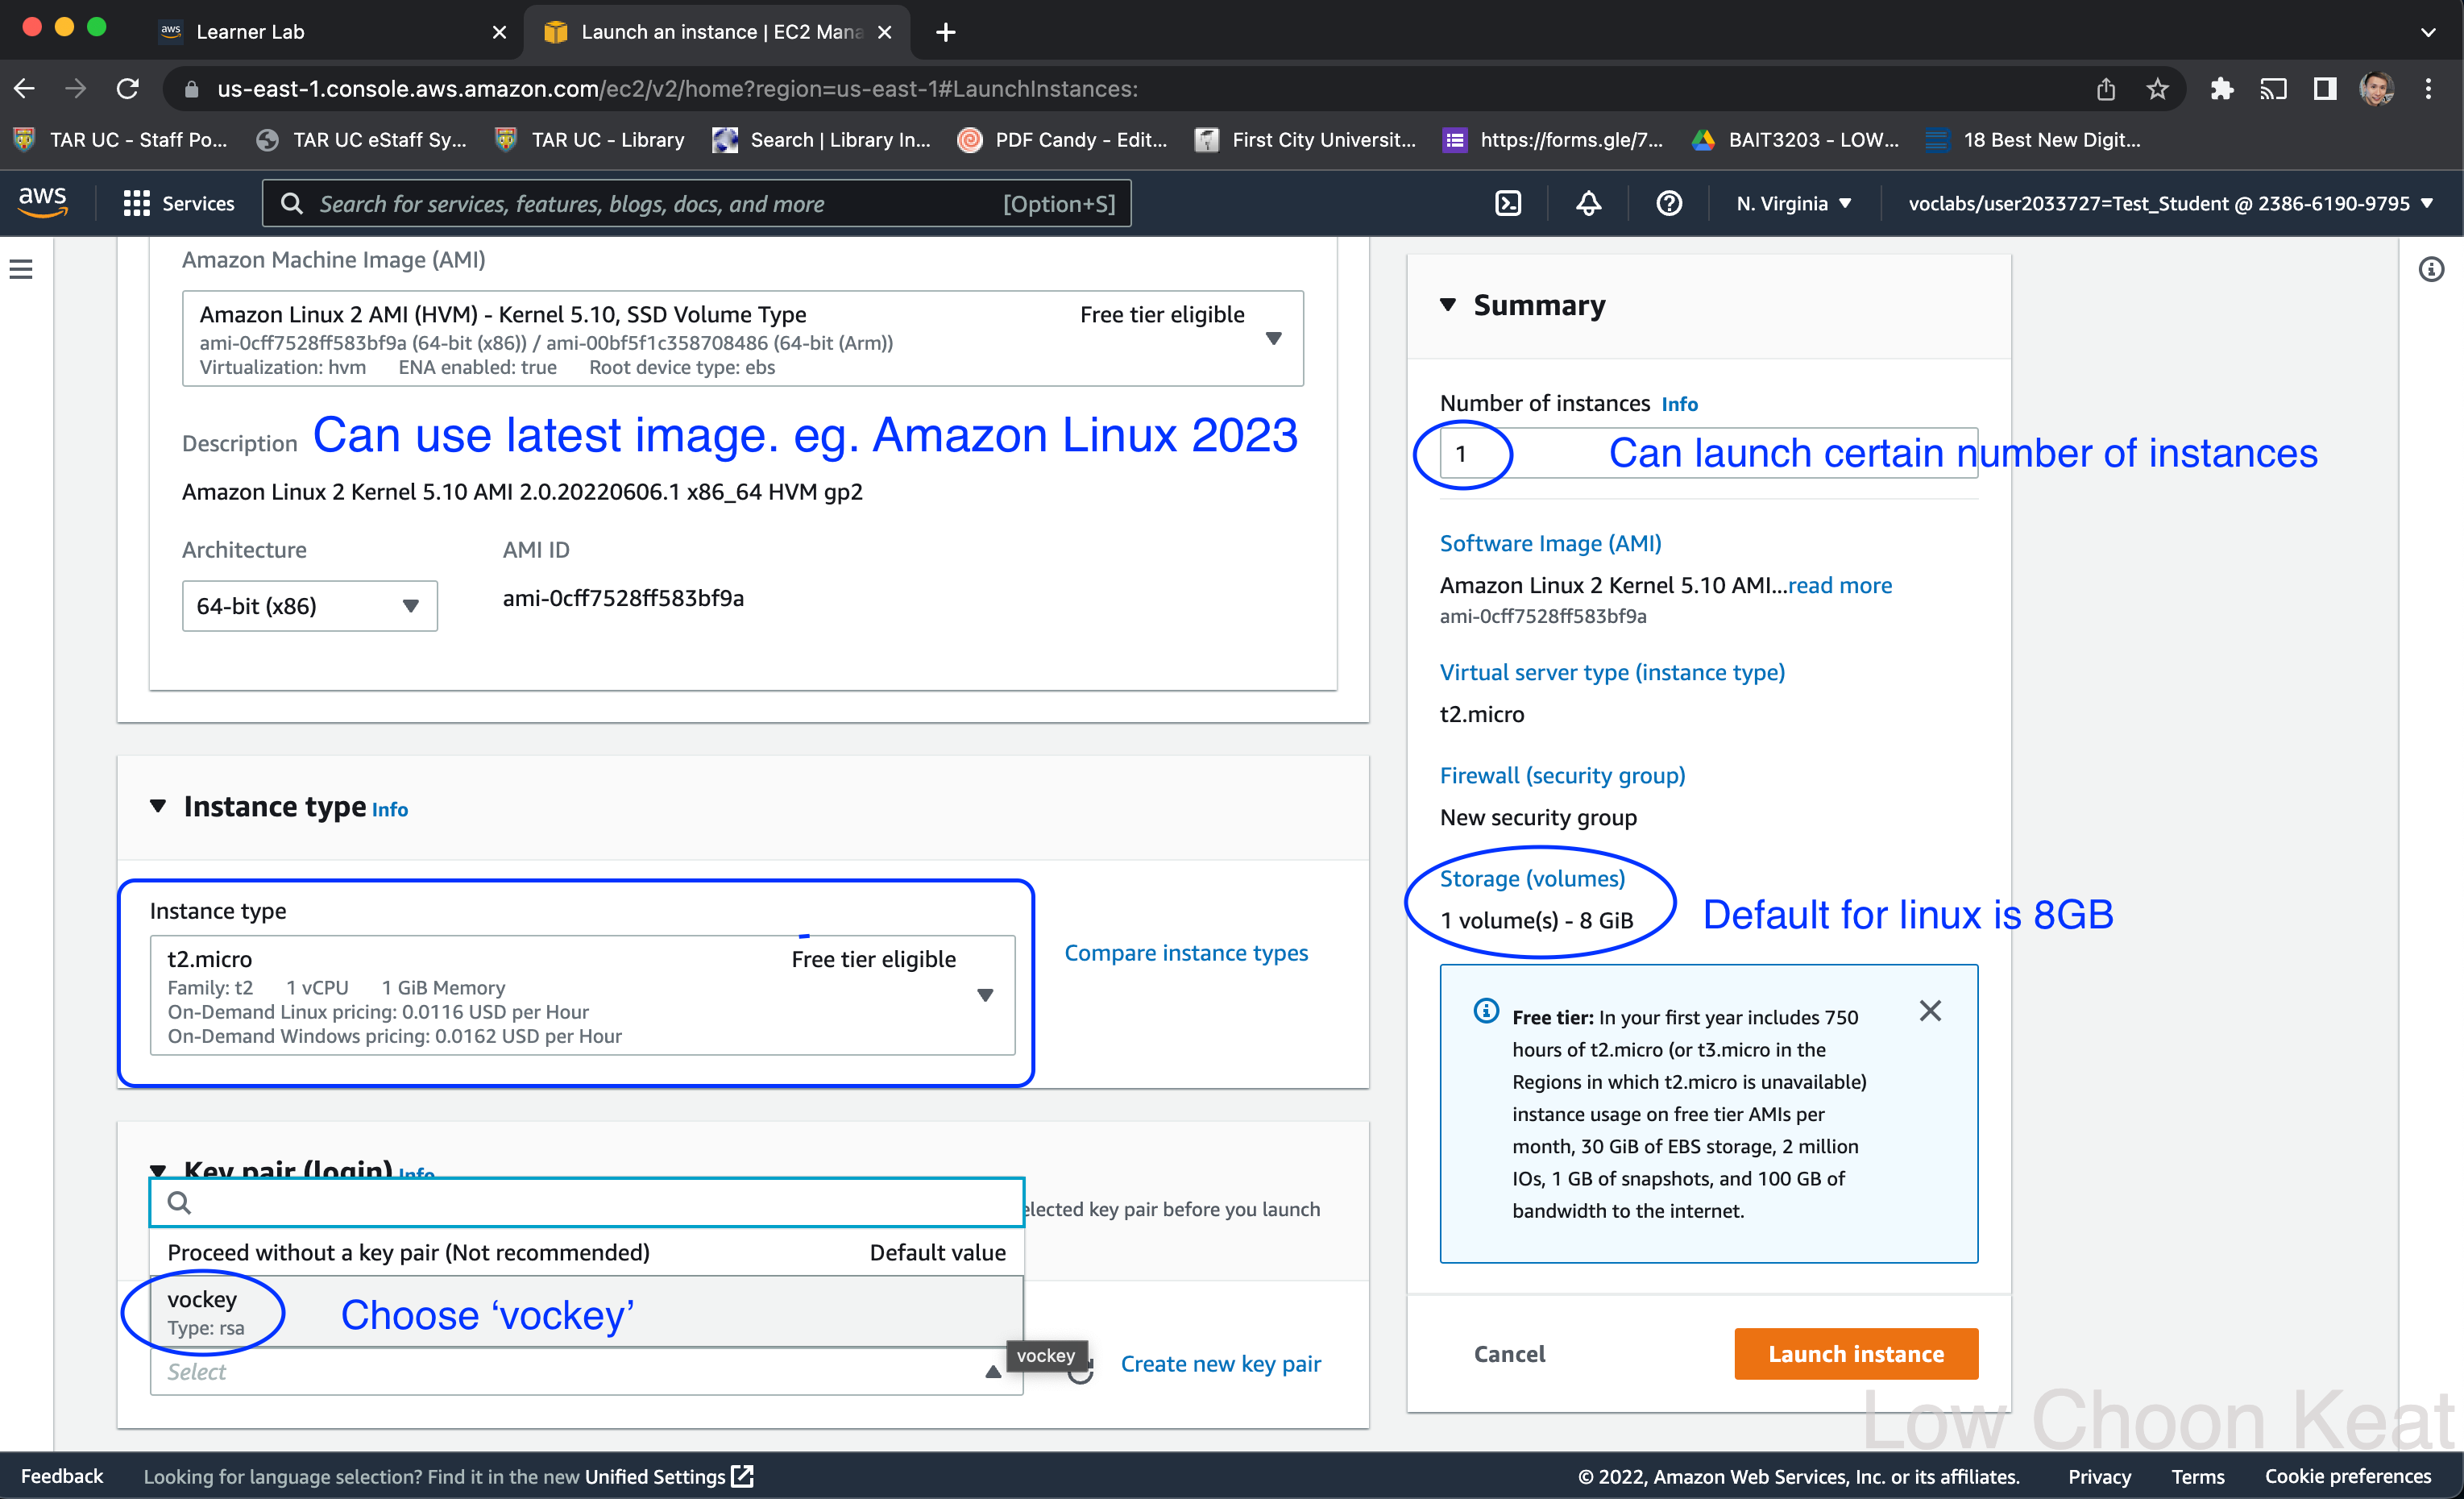 Learner Lab
Launch an instance | EC2 Mana
us-east-1.console.aws.amazon.com/ec2/v2/home?region=us-east-1#LaunchInstances:
TAR UC - Staff Po... TAR UC eStaff Sy... TAR UC - Library Search | Library In... PDF Candy - Edit... First City Universit... https://forms.gle/7... BAIT3203 - LOW... 18 Best New Digit...
aws Services Search for services, features, blogs, docs, and more [Option+S] N. Virginia voclabs/user2033727=Test_Student @ 2386-6190-9795
Amazon Machine Image (AMI)
Amazon Linux 2 AMI (HVM) - Kernel 5.10, SSD Volume Type Free tier eligible
ami-0cff7528ff583bf9a (64-bit (x86)) / ami-00bf5f1c358708486 (64-bit (Arm))
Virtualization: hvm ENA enabled: true Root device type: ebs
Description Can use latest image. eg. Amazon Linux 2023
Amazon Linux 2 Kernel 5.10 AMI 2.0.20220606.1 x86_64 HVM gp2
Architecture AMI ID
64-bit (x86) ami-0cff7528ff583bf9a
Instance type Info
Instance type
t2.micro Free tier eligible
Family: t2 1 vCPU 1 GiB Memory
On-Demand Linux pricing: 0.0116 USD per Hour
On-Demand Windows pricing: 0.0162 USD per Hour
Compare instance types
Key pair (login) Info
elected key pair before you launch
Proceed without a key pair (Not recommended) Default value
vockey
Type: rsa
Choose ‘vockey’
Select
vockey
Create new key pair
Summary
Number of instances Info
1 Can launch certain number of instances
Software Image (AMI)
Amazon Linux 2 Kernel 5.10 AMI...read more
ami-0cff7528ff583bf9a
Virtual server type (instance type)
t2.micro
Firewall (security group)
New security group
Storage (volumes)
1 volume(s) - 8 GiB
Default for linux is 8GB
Free tier: In your first year includes 750
hours of t2.micro (or t3.micro in the
Regions in which t2.micro is unavailable)
instance usage on free tier AMIs per
month, 30 GiB of EBS storage, 2 million
IOs, 1 GB of snapshots, and 100 GB of
bandwidth to the internet.
Cancel Launch instance
Low Choon Keat
Feedback Looking for language selection? Find it in the new Unified Settings © 2022, Amazon Web Services, Inc. or its affiliates. Privacy Terms Cookie preferences